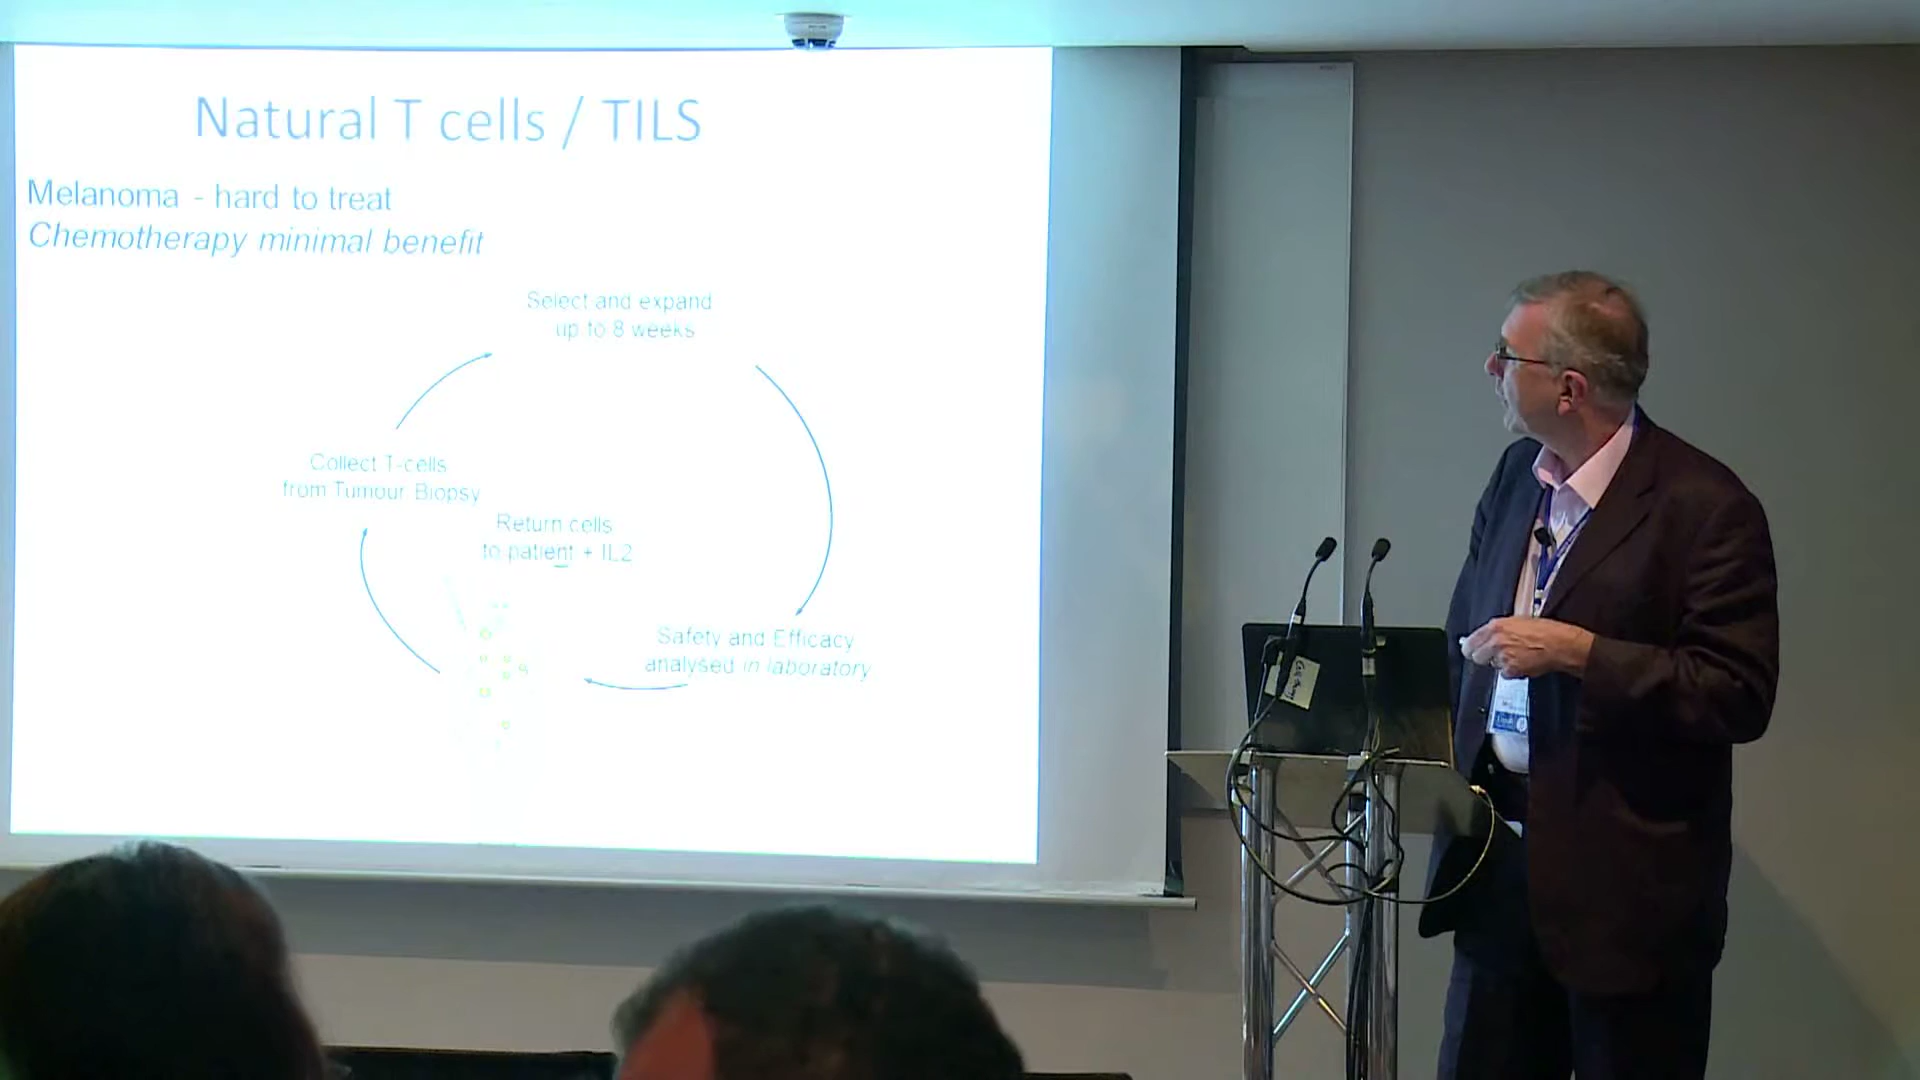 Natural T cells / TILS
Melanoma - hard to treat
Chemotherapy minimal benefit
Select and expand
up to 8 weeks
Collect T-cells
from Tumour Biopsy
Return cells
to patient + IL2
Safety and Efficacy
analysed in laboratory